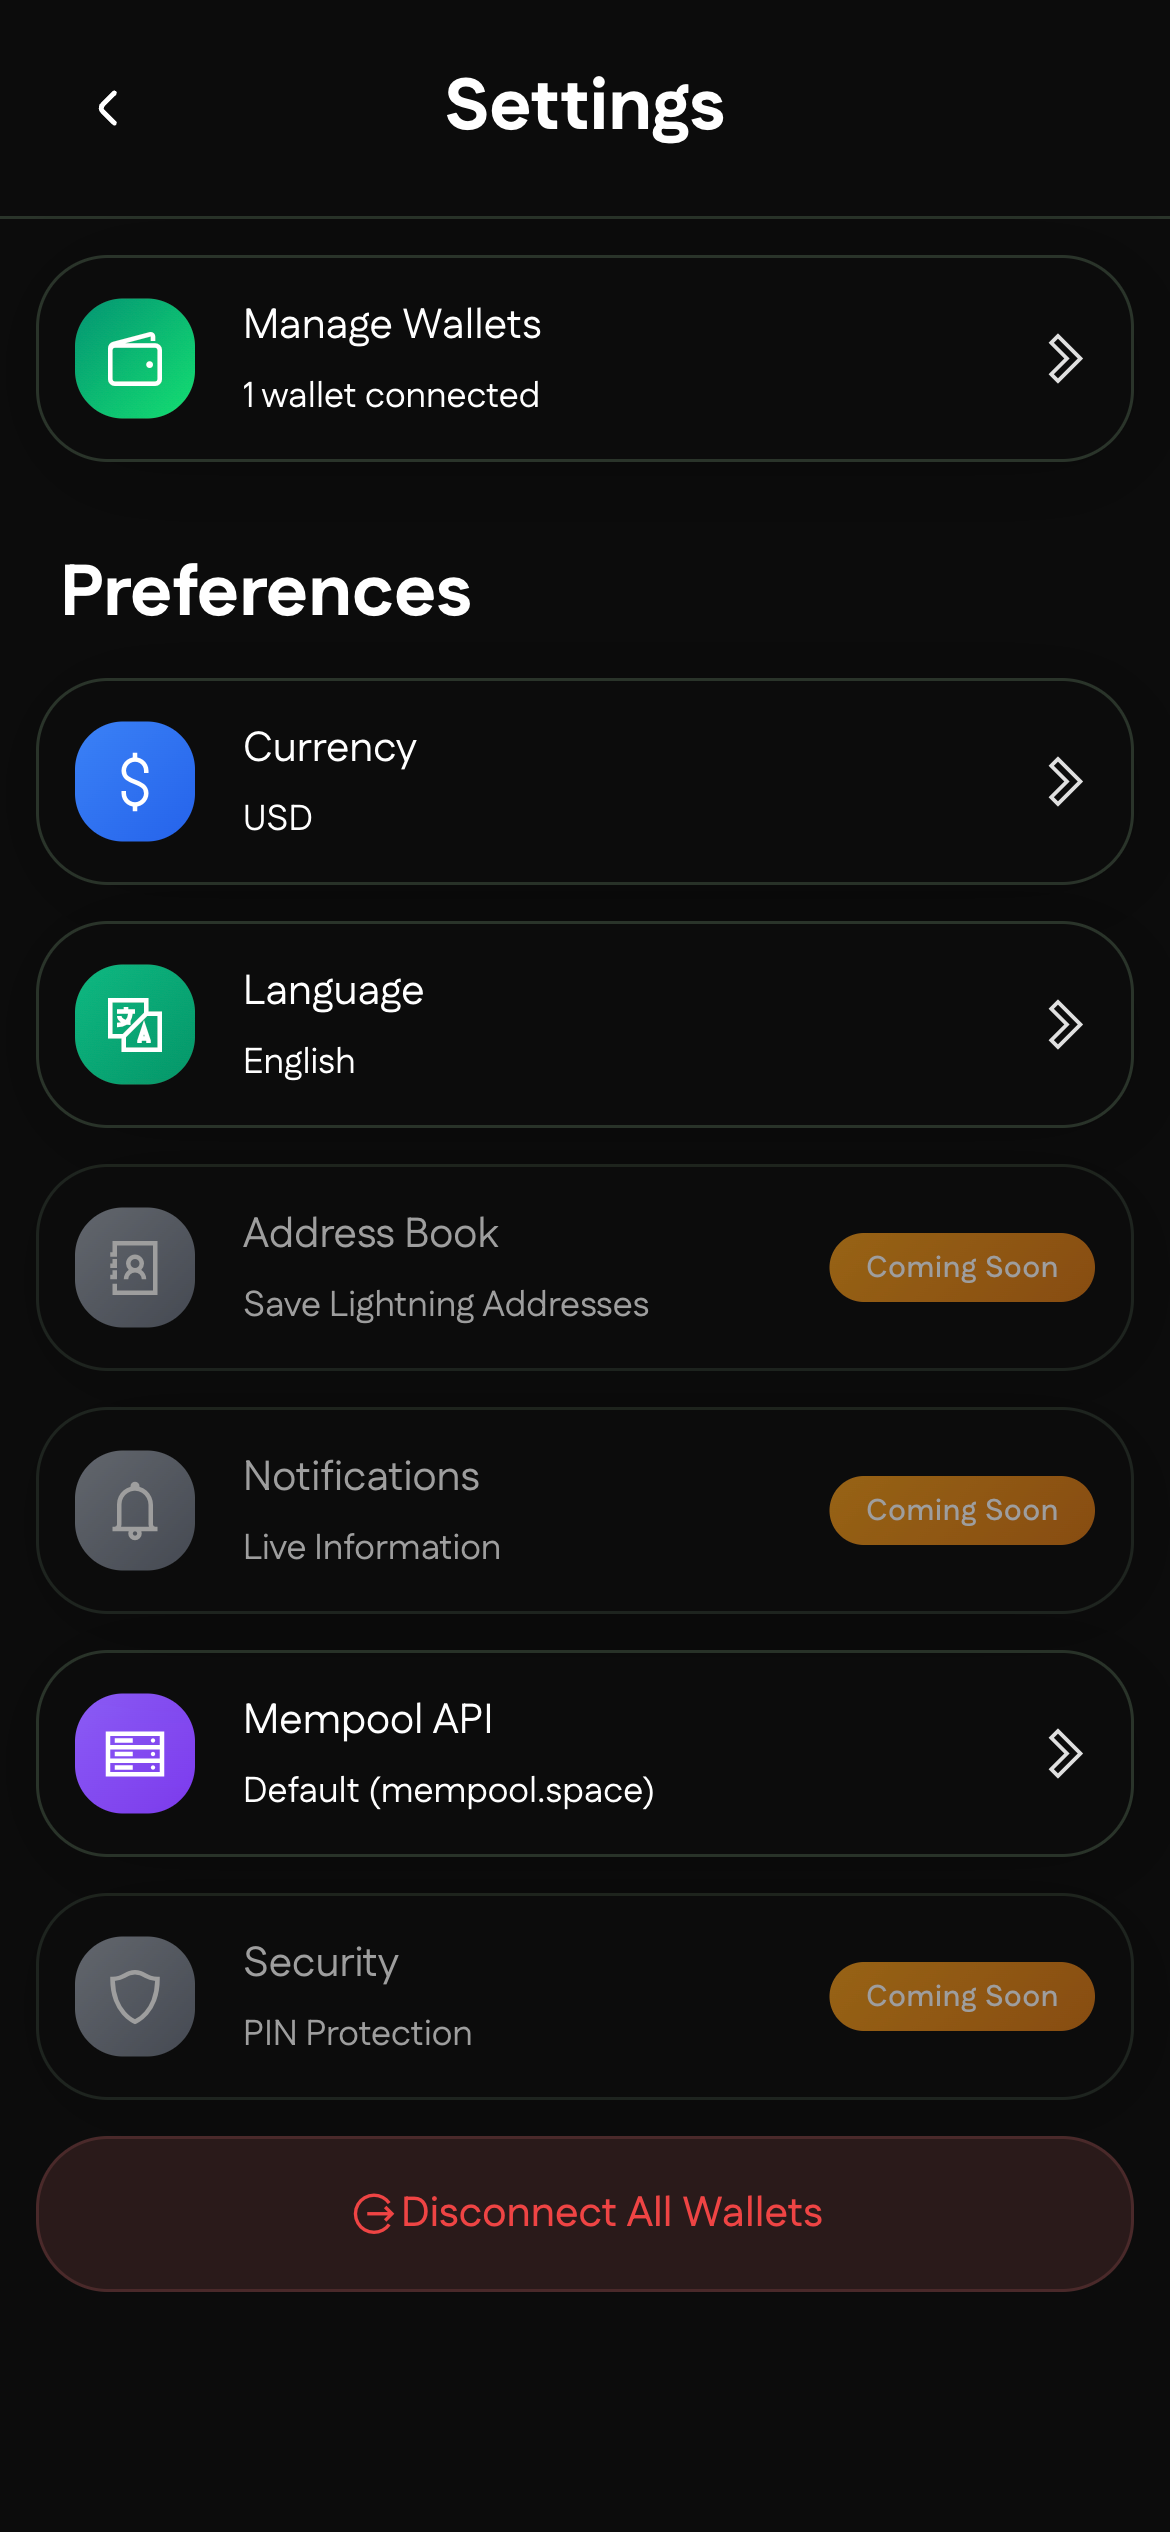 Settings
Manage Wallets
1 wallet connected
Preferences
Currency
USD
Language
English
Address Book
Save Lightning Addresses
Coming Soon
Notifications
Live Information
Coming Soon
Mempool API
Default (mempool.space)
Security
PIN Protection
Coming Soon
Disconnect All Wallets